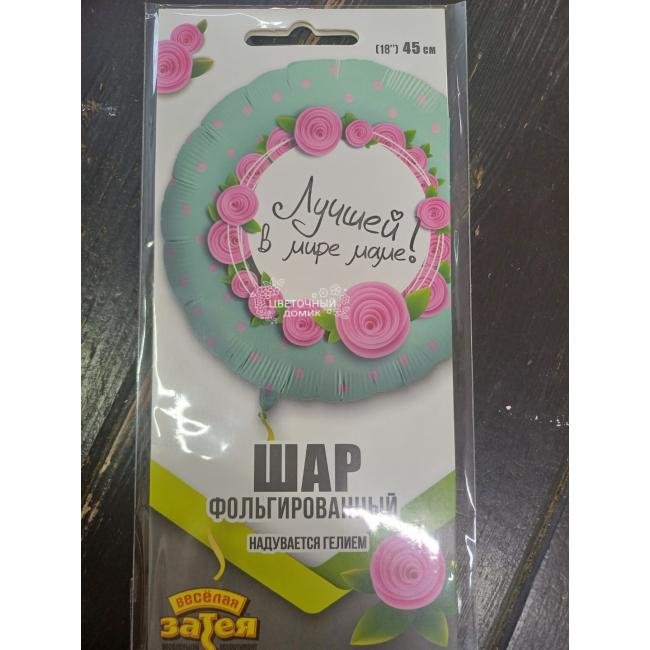 (18") 45 см
Лучшей
в мире маме!
ЦВЕТОЧНЫЙ
ДОМИК
ШАР
ФОЛЬГИРОВАННЫЙ
НАДУВАЕТСЯ ГЕЛИЕМ
весёлая
затея